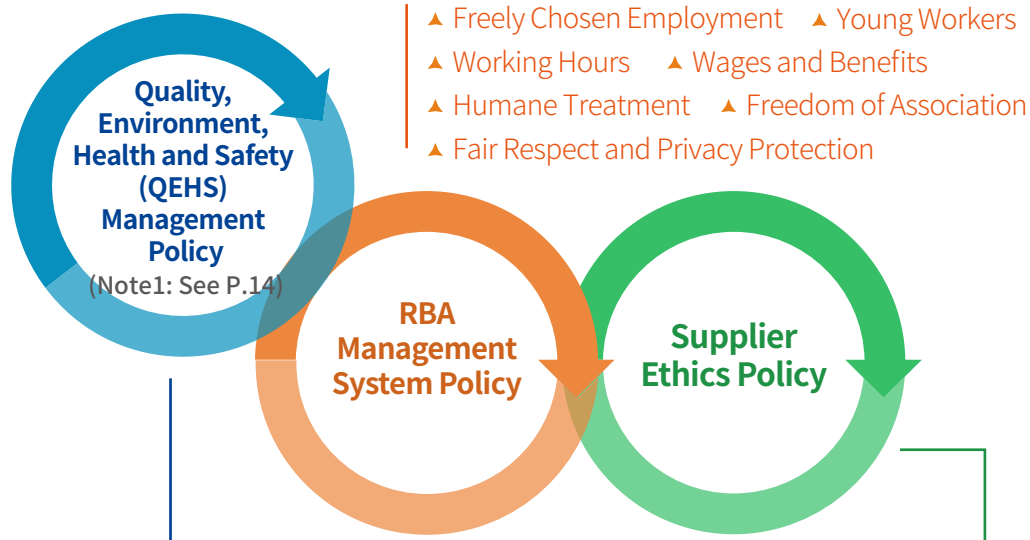 ▲ Freely Chosen Employment ▲ Young Workers
▲ Working Hours ▲ Wages and Benefits
▲ Humane Treatment ▲ Freedom of Association
▲ Fair Respect and Privacy Protection
Quality,
Environment,
Health and Safety
(QEHS)
Management
Policy
(Note1: See P.14)
RBA
Management
System Policy
Supplier
Ethics Policy